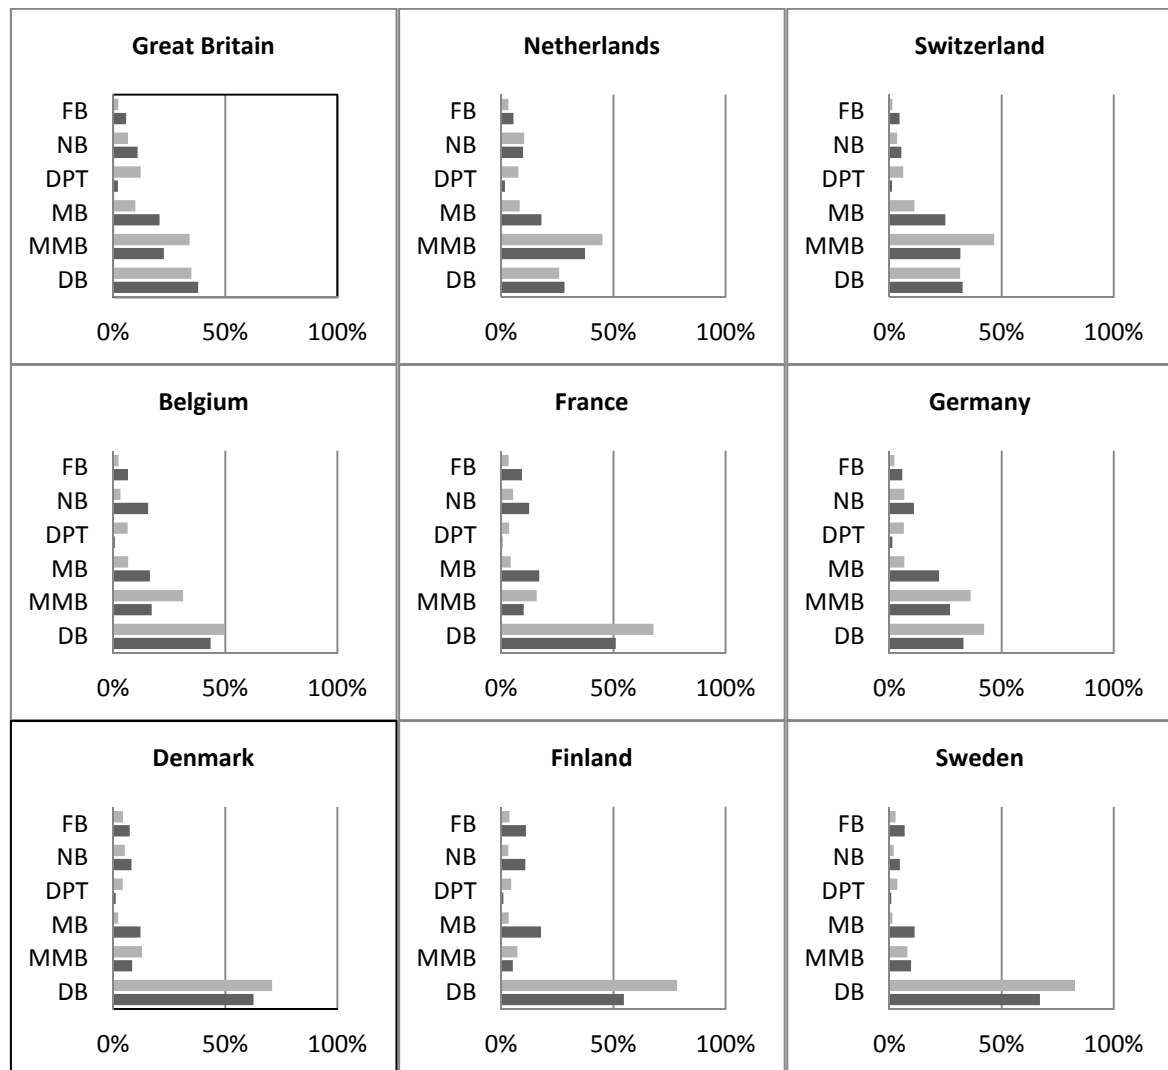 Great Britain
FB
NB
DPT
MB
MMB
DB
0% 50% 100%
Netherlands
FB
NB
DPT
MB
MMB
DB
0% 50% 100%
Switzerland
FB
NB
DPT
MB
MMB
DB
0% 50% 100%
Belgium
FB
NB
DPT
MB
MMB
DB
0% 50% 100%
France
FB
NB
DPT
MB
MMB
DB
0% 50% 100%
Germany
FB
NB
DPT
MB
MMB
DB
0% 50% 100%
Denmark
FB
NB
DPT
MB
MMB
DB
0% 50% 100%
Finland
FB
NB
DPT
MB
MMB
DB
0% 50% 100%
Sweden
FB
NB
DPT
MB
MMB
DB
0% 50% 100%